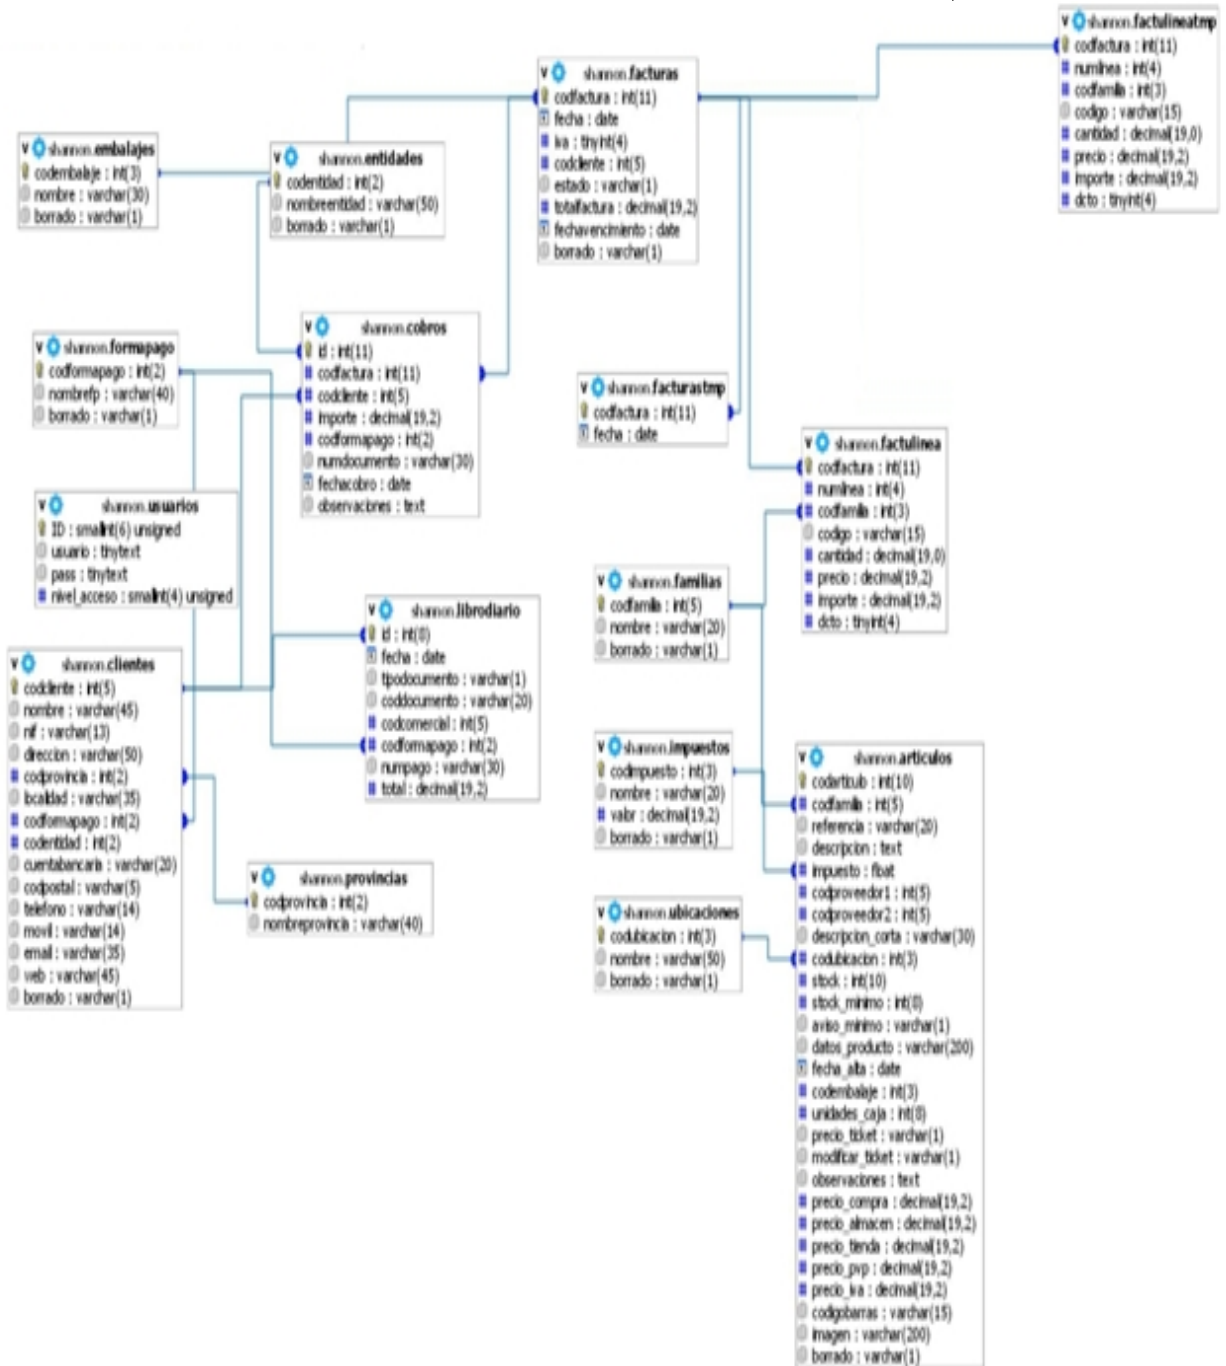 v shannon.factulineatmp
codfactura : int(11)
numlinea : int(4)
codfamilia : int(3)
codigo : varchar(15)
cantidad : decimal(19,0)
precio : decimal(19,2)
importe : decimal(19,2)
dcto : tinyint(4)
v shannon.facturas
codfactura : int(11)
fecha : date
iva : tinyint(4)
codcliente : int(5)
estado : varchar(1)
totalfactura : decimal(19,2)
fechavencimiento : date
borrado : varchar(1)
v shannon.embalajes
codembalaje : int(3)
nombre : varchar(30)
borrado : varchar(1)
v shannon.entidades
codentidad : int(2)
nombreentidad : varchar(50)
borrado : varchar(1)
v shannon.formapago
codformapago : int(2)
nombrefp : varchar(40)
borrado : varchar(1)
v shannon.cobros
id : int(11)
codfactura : int(11)
codcliente : int(5)
importe : decimal(19,2)
codformapago : int(2)
numdocumento : varchar(30)
fechacobro : date
observaciones : text
v shannon.facturastmp
codfactura : int(11)
fecha : date
v shannon.factulinea
codfactura : int(11)
numlinea : int(4)
codfamilia : int(3)
codigo : varchar(15)
cantidad : decimal(19,0)
precio : decimal(19,2)
importe : decimal(19,2)
dcto : tinyint(4)
v shannon.usuarios
ID : smallint(6) unsigned
usuario : tinytext
pass : tinytext
nivel_acceso : smallint(4) unsigned
v shannon.librodiario
id : int(8)
fecha : date
tipodocumento : varchar(1)
coddocumento : varchar(20)
codcomercial : int(5)
codformapago : int(2)
numpago : varchar(30)
total : decimal(19,2)
v shannon.familias
codfamilia : int(5)
nombre : varchar(20)
borrado : varchar(1)
v shannon.clientes
codcliente : int(5)
nombre : varchar(45)
nif : varchar(13)
direccion : varchar(50)
codprovincia : int(2)
localidad : varchar(35)
codformapago : int(2)
codentidad : int(2)
cuentabancaria : varchar(20)
codpostal : varchar(5)
telefono : varchar(14)
movil : varchar(14)
email : varchar(35)
web : varchar(45)
borrado : varchar(1)
v shannon.provincias
codprovincia : int(2)
nombreprovincia : varchar(40)
v shannon.impuestos
codimpuesto : int(3)
nombre : varchar(20)
valor : decimal(19,2)
borrado : varchar(1)
v shannon.ubicaciones
codubicacion : int(3)
nombre : varchar(50)
borrado : varchar(1)
v shannon.articulos
codarticulo : int(10)
codfamilia : int(5)
referencia : varchar(20)
descripcion : text
impuesto : float
codproveedor1 : int(5)
codproveedor2 : int(5)
descripcion_corta : varchar(30)
codubicacion : int(3)
stock : int(10)
stock_minimo : int(8)
aviso_minimo : varchar(1)
datos_producto : varchar(200)
fecha_alta : date
codembalaje : int(3)
unidades_caja : int(8)
precio_ticket : varchar(1)
modificar_ticket : varchar(1)
observaciones : text
precio_compra : decimal(19,2)
precio_almacen : decimal(19,2)
precio_tienda : decimal(19,2)
precio_pvp : decimal(19,2)
precio_iva : decimal(19,2)
codigobarras : varchar(15)
imagen : varchar(200)
borrado : varchar(1)